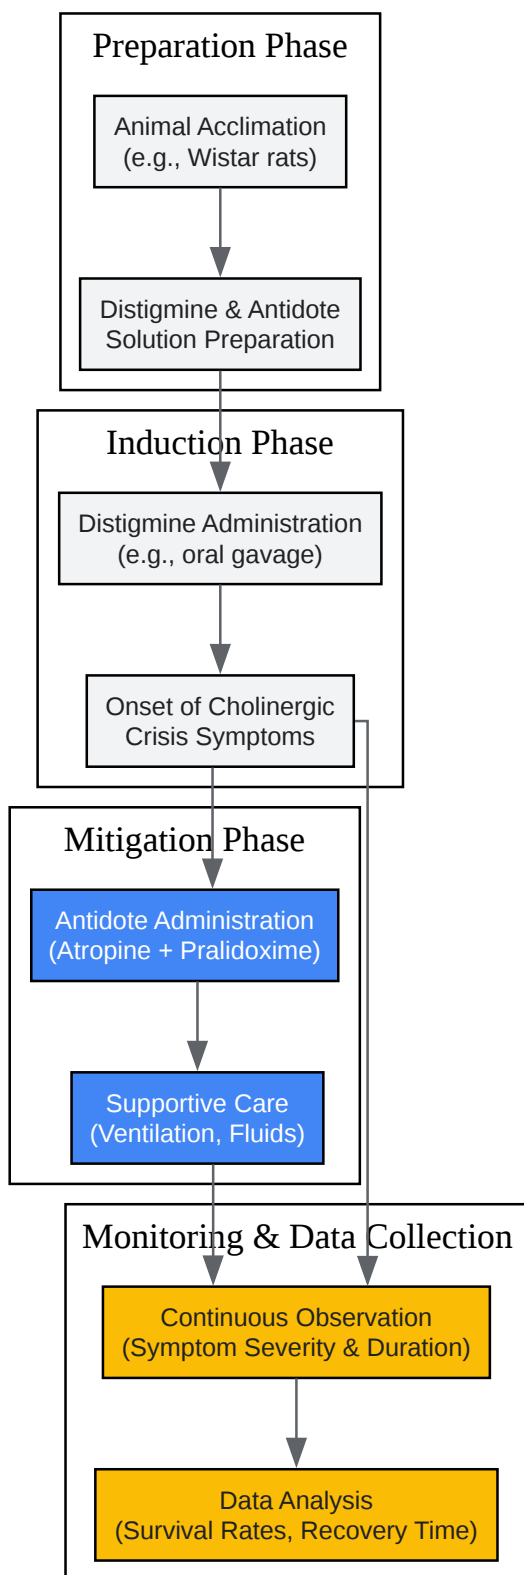 Preparation Phase
Animal Acclimation
(e.g., Wistar rats)
Distigmine & Antidote
Solution Preparation
Induction Phase
Distigmine Administration
(e.g., oral gavage)
Onset of Cholinergic
Crisis Symptoms
Mitigation Phase
Antidote Administration
(Atropine + Pralidoxime)
Supportive Care
(Ventilation, Fluids)
Monitoring & Data Collection
Continuous Observation
(Symptom Severity & Duration)
Data Analysis
(Survival Rates, Recovery Time)